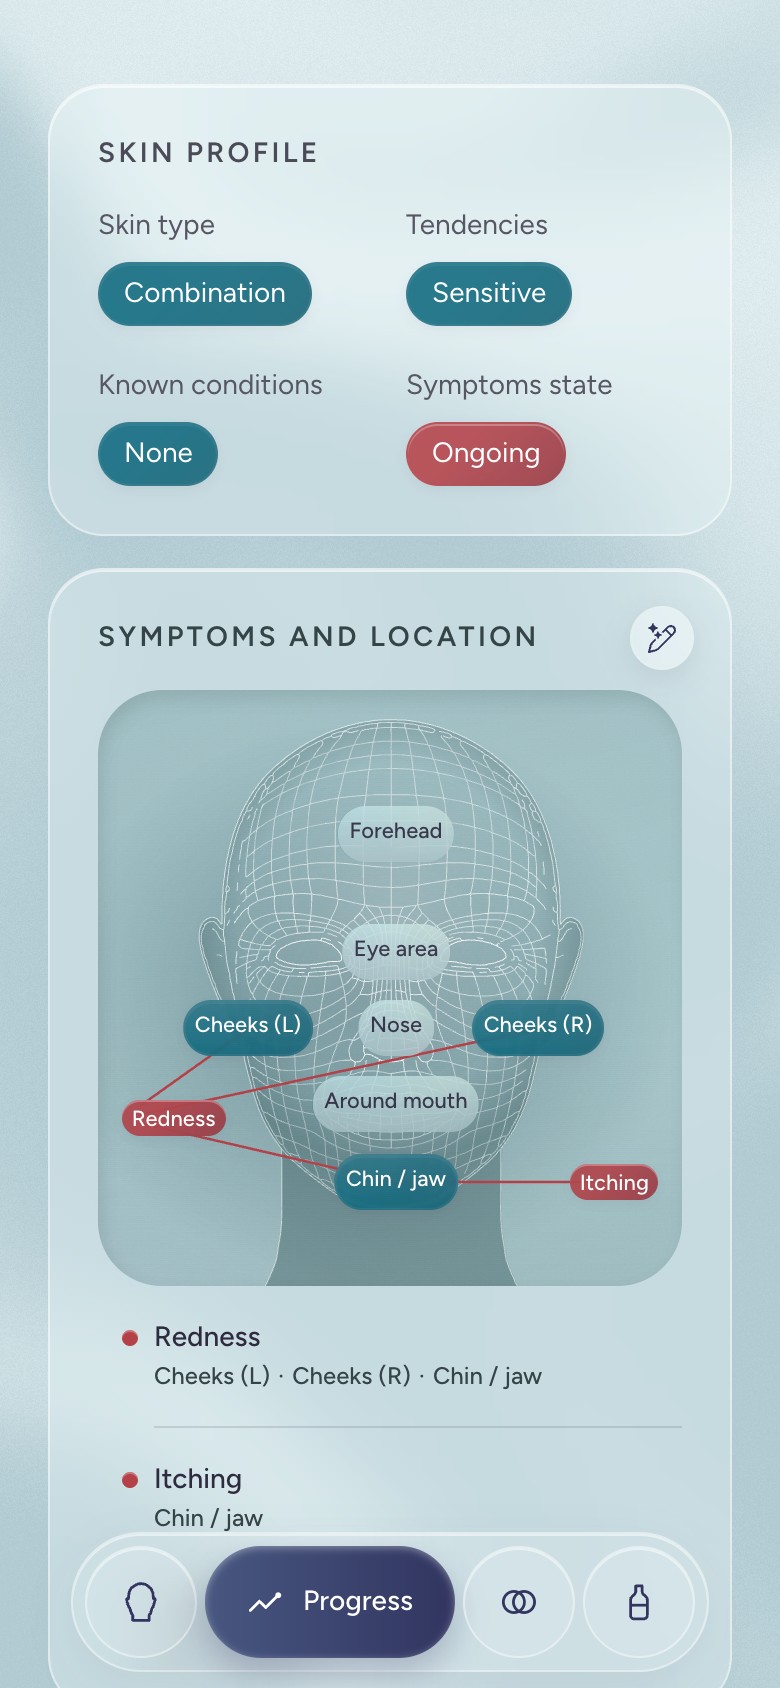 SKIN PROFILE
Skin type
Tendencies
Combination
Sensitive
Known conditions
Symptoms state
None
Ongoing
SYMPTOMS AND LOCATION
Forehead
Eye area
Cheeks (L)
Nose
Cheeks (R)
Around mouth
Redness
Chin / jaw
Itching
Redness
Cheeks (L) · Cheeks (R) · Chin / jaw
Itching
Chin / jaw
Progress